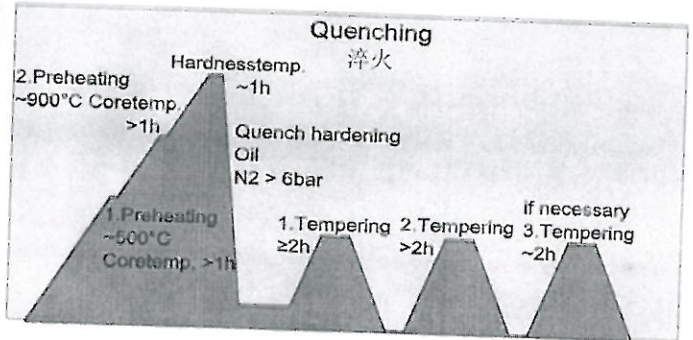 Quenching
淬火
Hardnesstemp.
~1h
2.Preheating
~900°C Coretemp.
>1h
Quench hardening
Oil
N2 > 6bar
1.Preheating
~500°C
Coretemp. >1h
1.Tempering
≥2h
2.Tempering
>2h
if necessary
3.Tempering
~2h